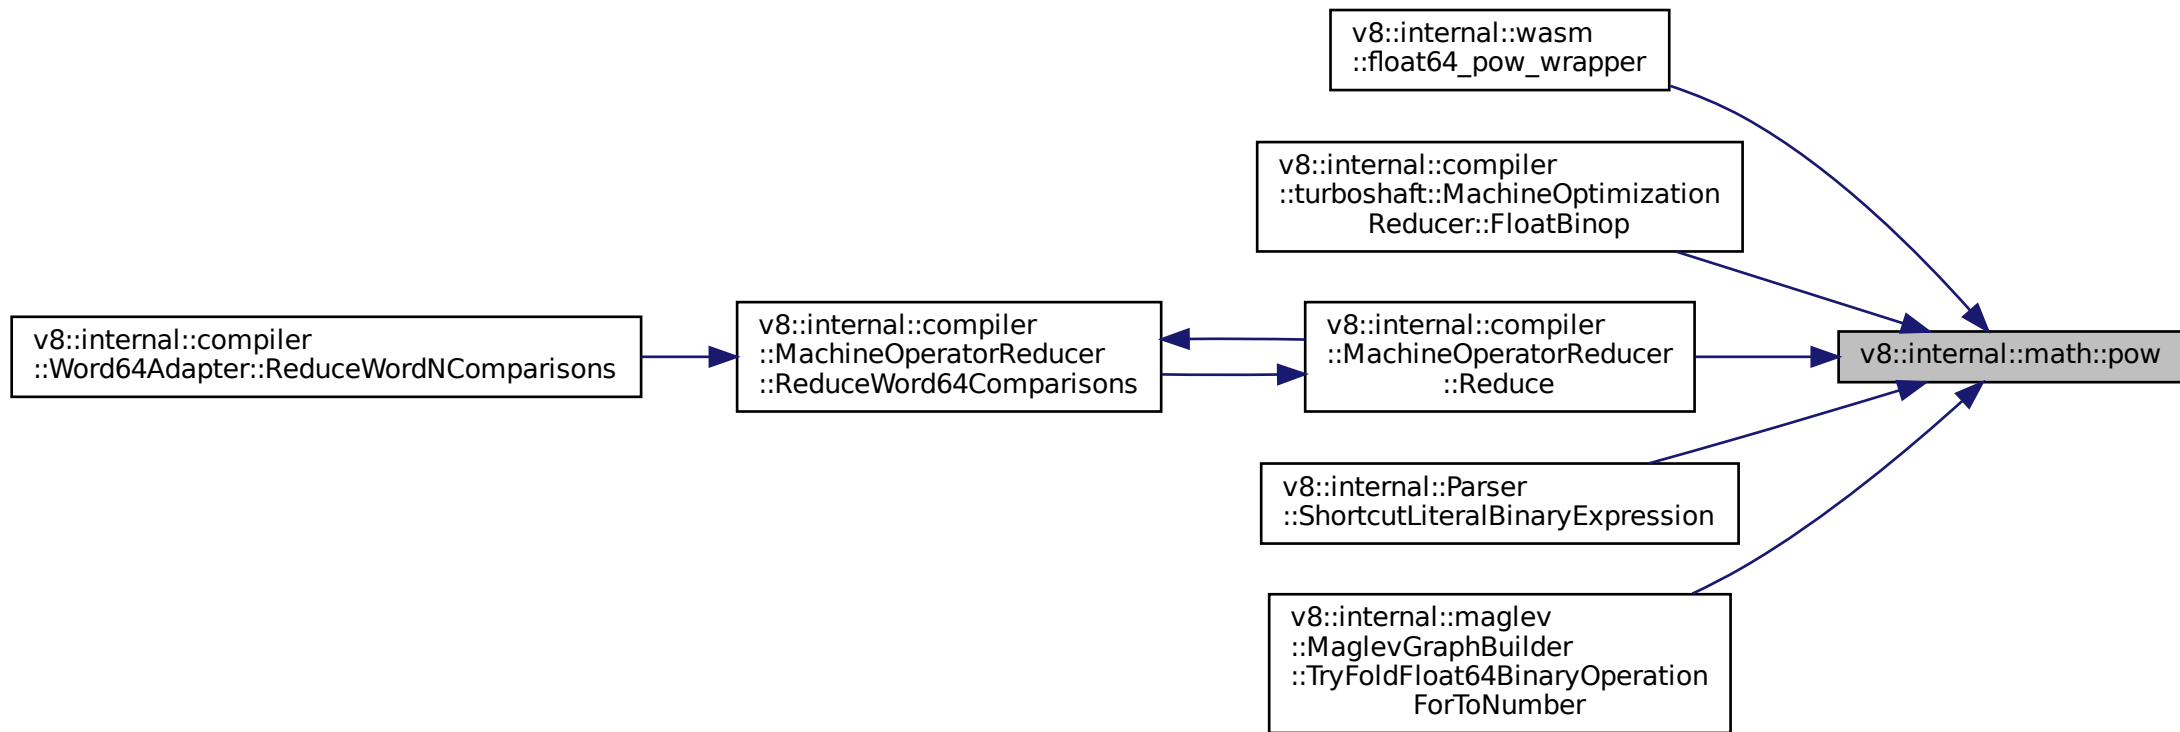 v8::internal::wasm
::float64_pow_wrapper
v8::internal::compiler
::turboshaft::MachineOptimization
Reducer::FloatBinop
v8::internal::compiler
::Word64Adapter::ReduceWordNComparisons
v8::internal::compiler
::MachineOperatorReducer
::ReduceWord64Comparisons
v8::internal::compiler
::MachineOperatorReducer
::Reduce
v8::internal::math::pow
v8::internal::Parser
::ShortcutLiteralBinaryExpression
v8::internal::maglev
::MaglevGraphBuilder
::TryFoldFloat64BinaryOperation
ForToNumber